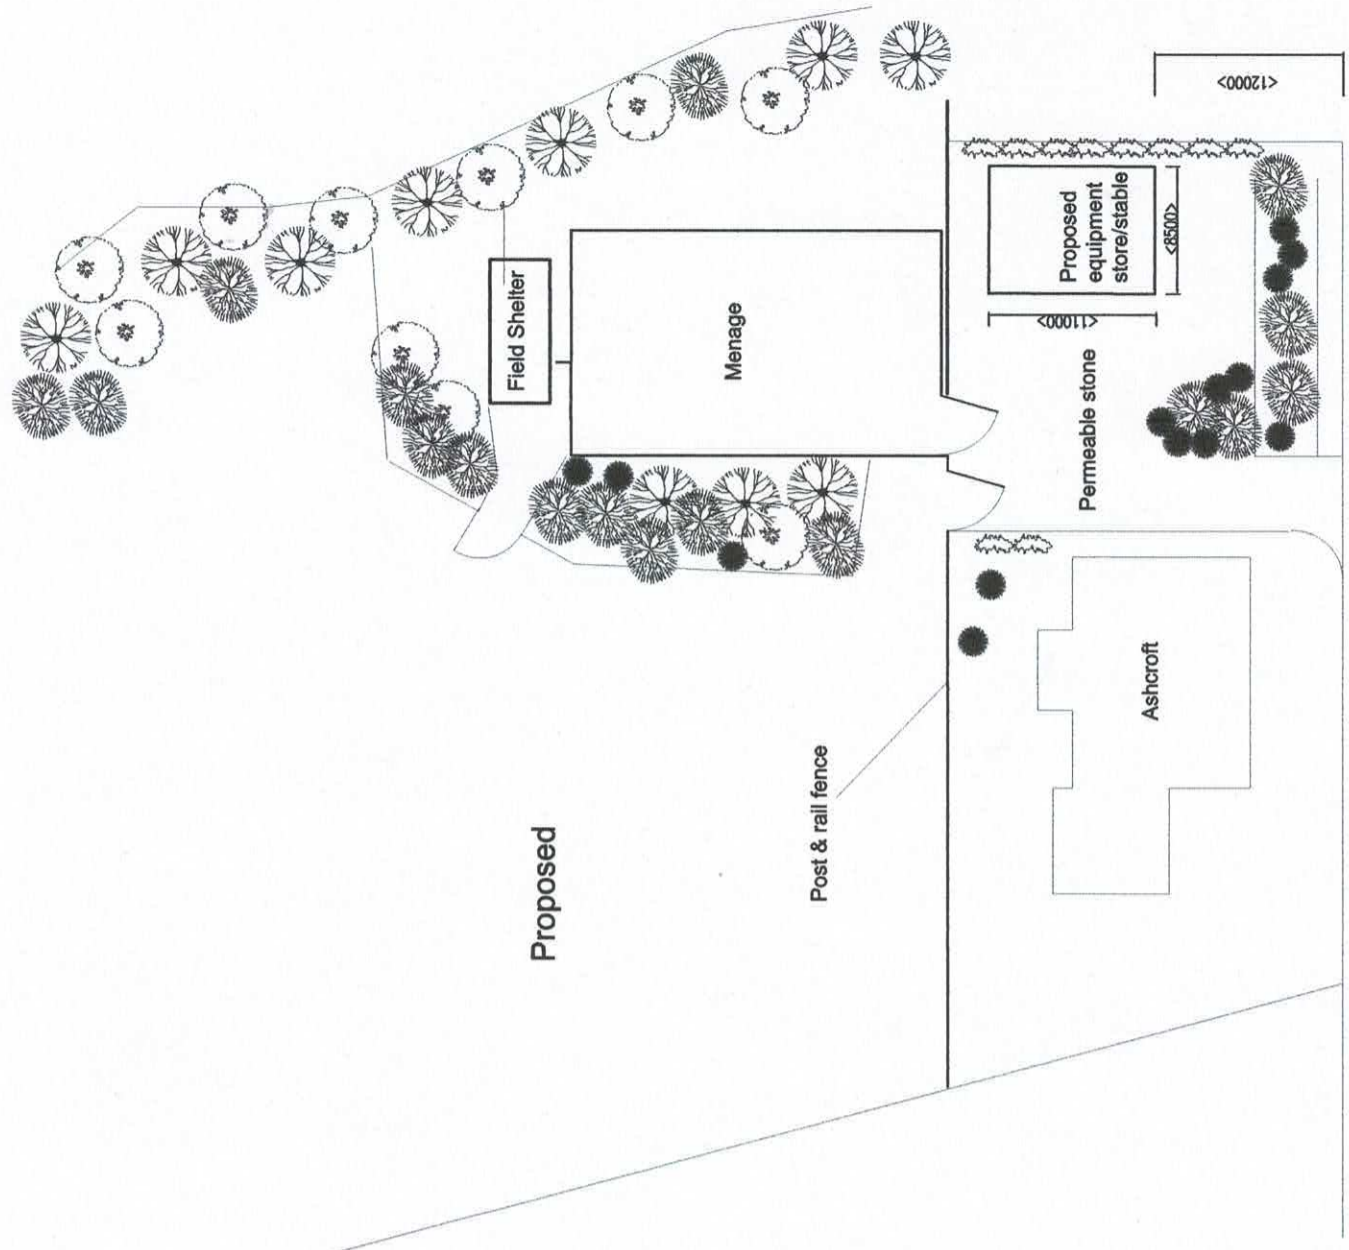 <12000>
Proposed
equipment
store/stable
<8500>
<11000>
Field Shelter
Menage
Permeable stone
Ashcroft
Post & rail fence
Proposed